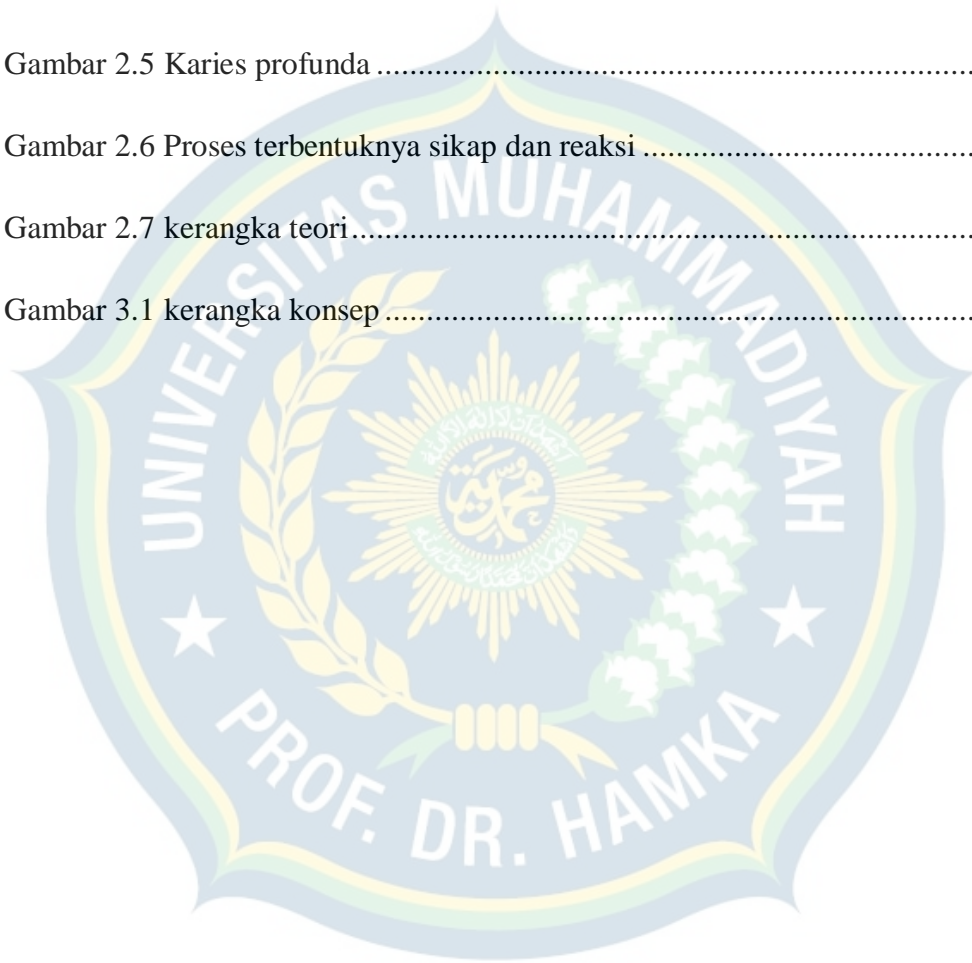 Gambar 2.5 Karies profunda ........................................................................
Gambar 2.6 Proses terbentuknya sikap dan reaksi ........................................
Gambar 2.7 kerangka teori ...........................................................................
Gambar 3.1 kerangka konsep .......................................................................
UNIVERSITAS MUHAMMADIYAH
PROF. DR. HAMKA
محمدية